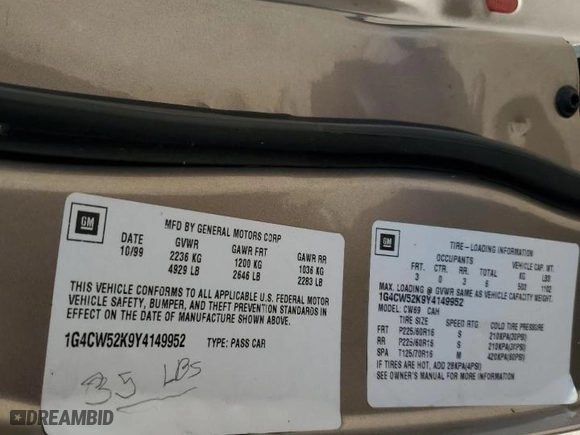 GM
MFD BY GENERAL MOTORS CORP
DATE GVWR GAWR FRT GAWR RR
10/99 2236 KG 1200 KG 1036 KG
4929 LB 2646 LB 2283 LB
THIS VEHICLE CONFORMS TO ALL APPLICABLE U.S. FEDERAL MOTOR
VEHICLE SAFETY, BUMPER, AND THEFT PREVENTION STANDARDS IN
EFFECT ON THE DATE OF MANUFACTURE SHOWN ABOVE.
1G4CW52K9Y4149952 TYPE: PASS CAR
35 LBS
GM
TIRE-LOADING INFORMATION
OCCUPANTS VEHICLE CAP. WT.
FRT. CTR. RR. TOTAL KG LBS
3 0 3 6 500 1102
MAX. LOADING @ GVWR SAME AS VEHICLE CAPACITY WEIGHT.
1G4CW52K9Y4149952
MODEL: CW69 CAH
TIRE SIZE SPEED RTG COLD TIRE PRESSURE
FRT P225/60R16 S 210KPA(30PSI)
RR P225/60R16 S 210KPA(30PSI)
SPA T125/70R16 M 420KPA(60PSI)
IF TIRES ARE HOT, ADD 28KPA(4PSI)
SEE OWNER'S MANUAL FOR MORE INFORMATION
DREAMBID